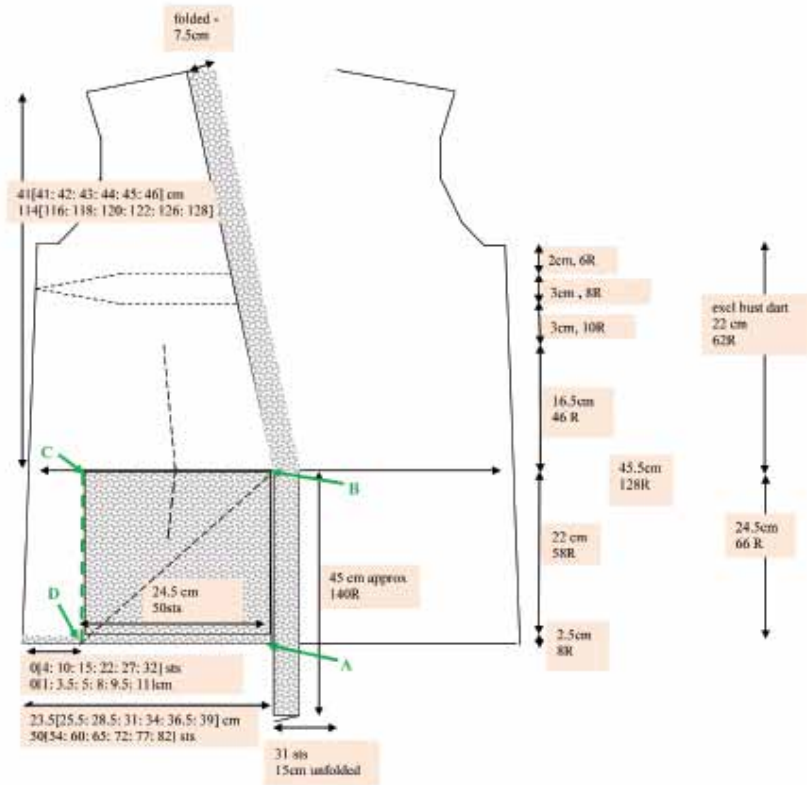 folded -
7.5cm
41[41: 42: 43: 44: 45: 46] cm
114[116: 118: 120: 122: 126: 128]
2cm, 6R
3cm , 8R
3cm, 10R
excl bust dart
22 cm
62R
16.5cm
46 R
C
B
45.5cm
128R
24.5cm
66 R
22 cm
58R
24.5 cm
50sts
45 cm approx
140R
D
2.5cm
8R
A
0[4: 10: 15: 22: 27: 32] sts
0[1: 3.5: 5: 8: 9.5: 11]cm
23.5[25.5: 28.5: 31: 34: 36.5: 39] cm
50[54: 60: 65: 72: 77: 82] sts
31 sts
15cm unfolded